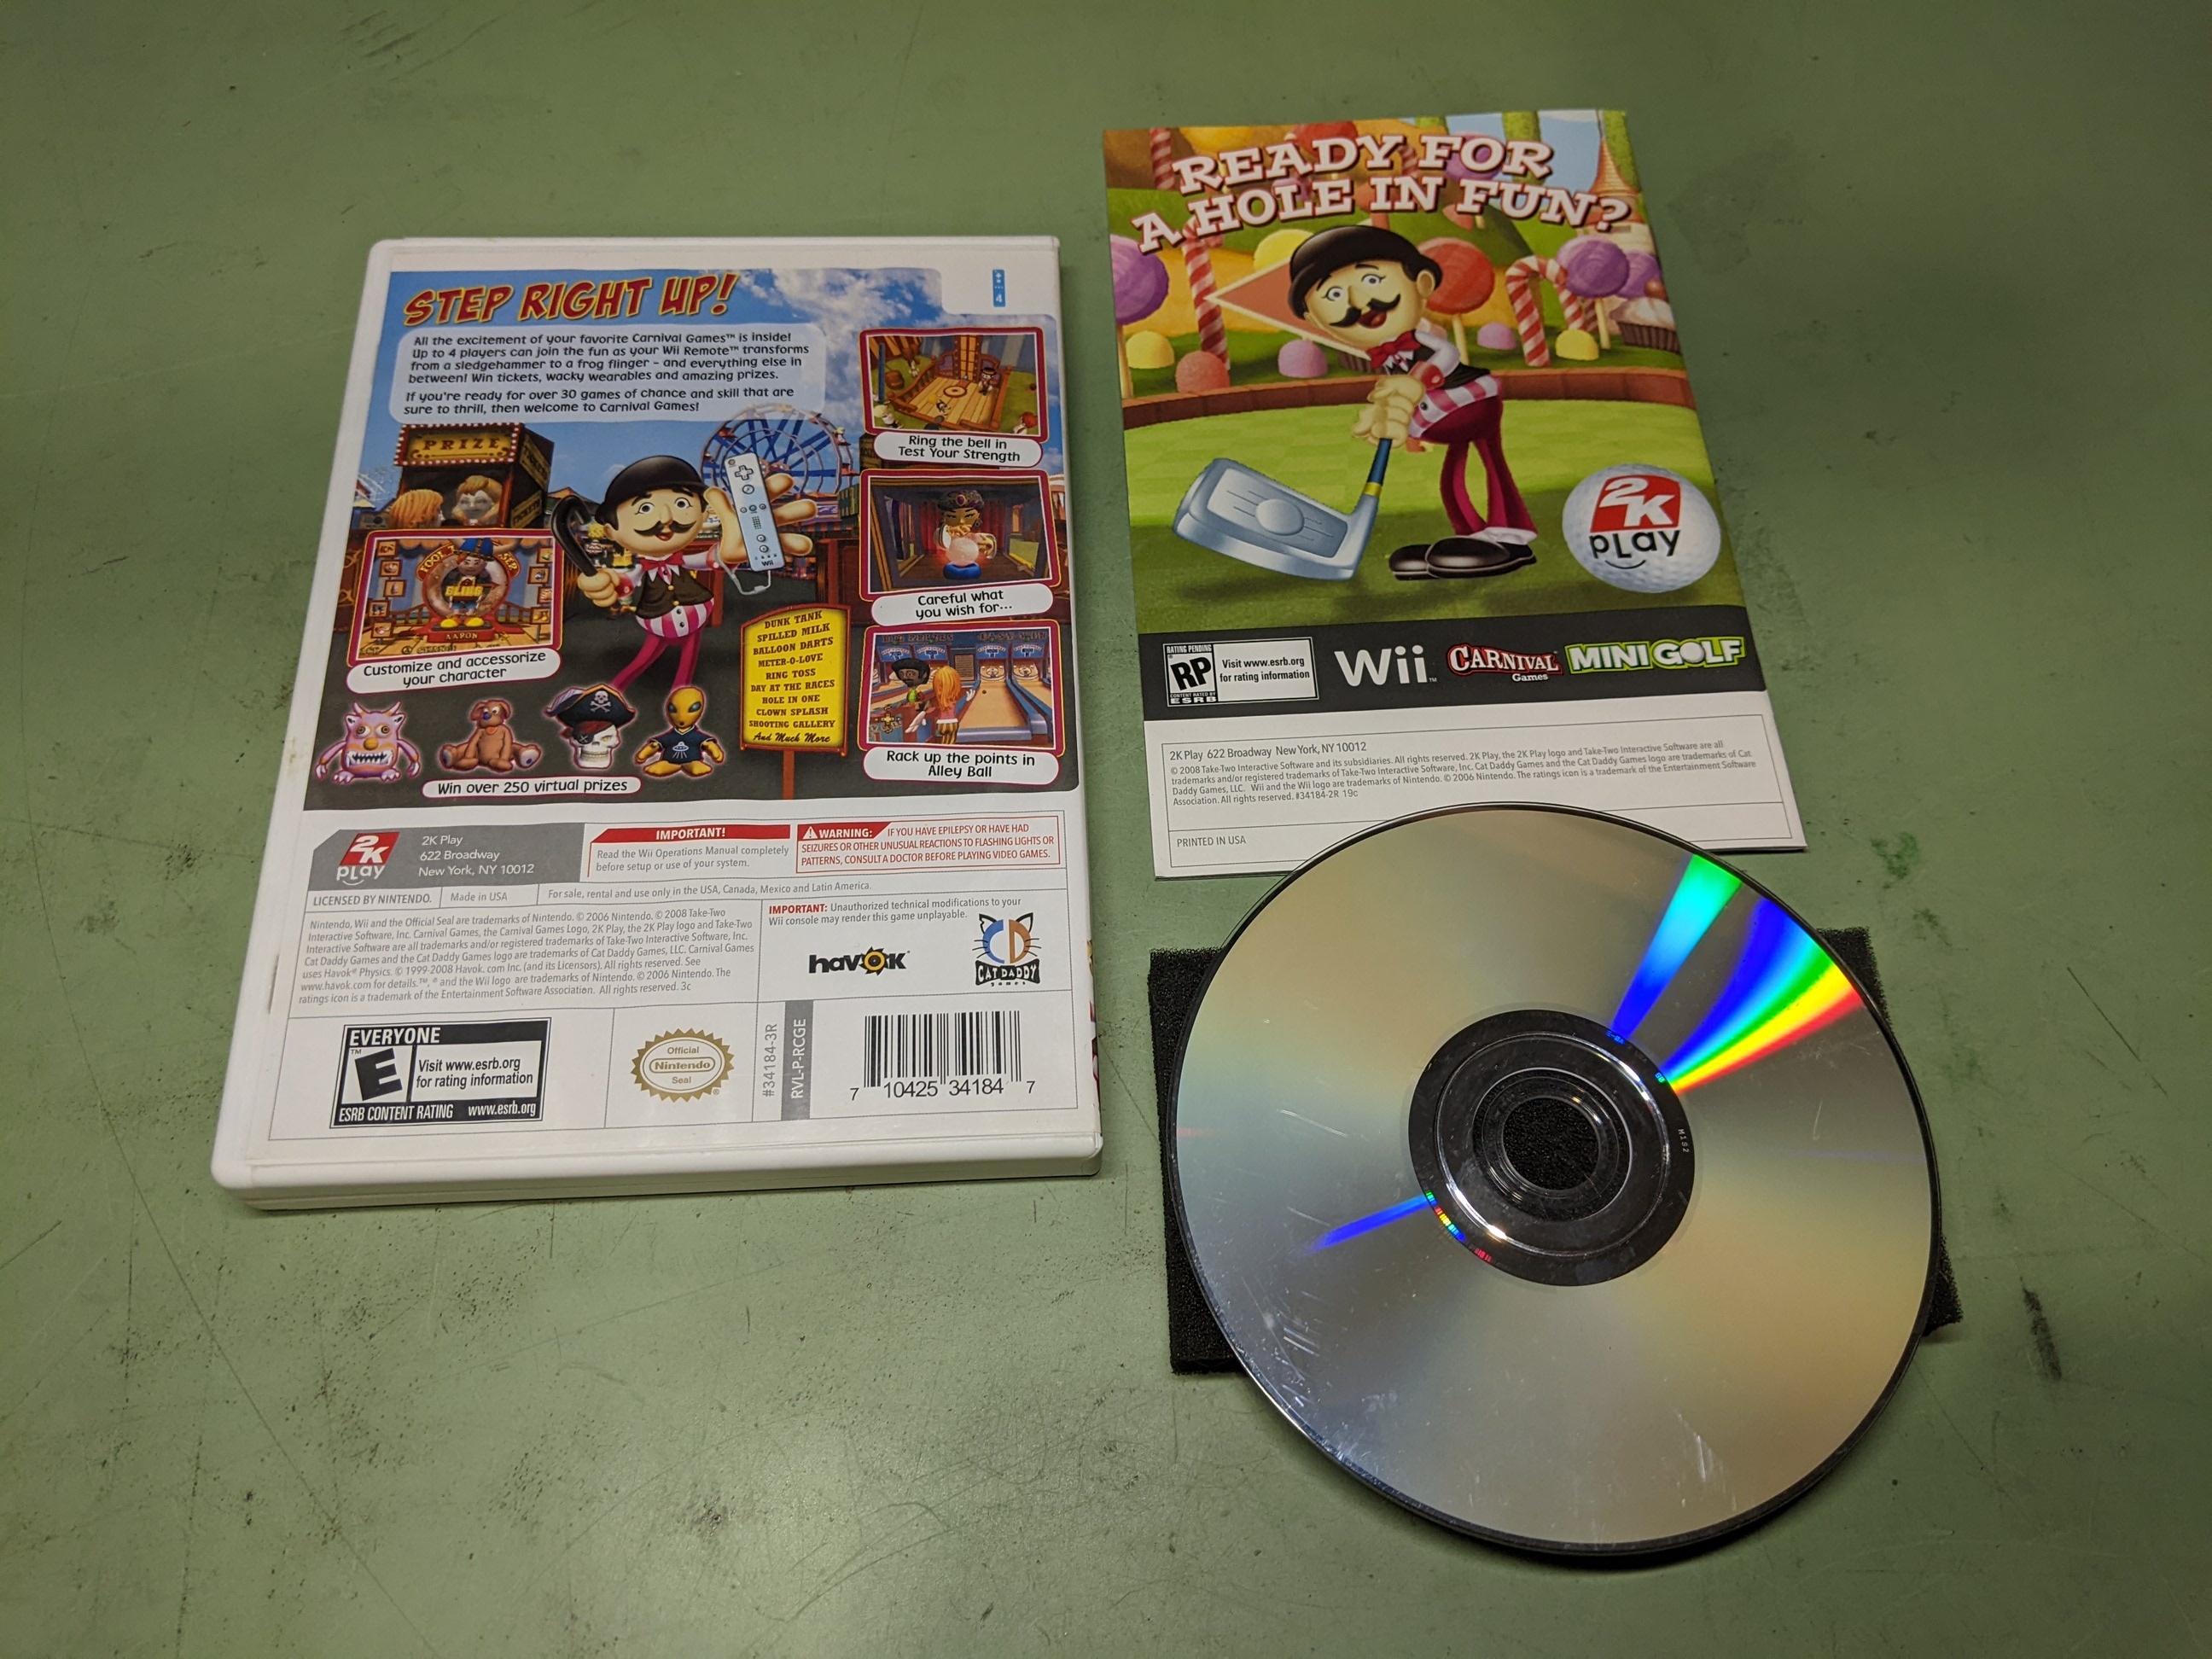 STEP RIGHT UP!
4
All the excitement of your favorite Carnival Games™ is inside!
Up to 4 players can join the fun as your Wii Remote™ transforms
from a sledgehammer to a frog flinger - and everything else in
between! Win tickets, wacky wearables and amazing prizes.
If you're ready for over 30 games of chance and skill that are
sure to thrill, then welcome to Carnival Games!
PRIZE
Ring the bell in
Test Your Strength
Wii
Careful what
you wish for...
BLING
AARON
Customize and accessorize
your character
DUNK TANK
SPILLED MILK
BALLOON DARTS
METER-O-LOVE
RING TOSS
DAY AT THE RACES
HOLE IN ONE
CLOWN SPLASH
SHOOTING GALLERY
And Much More
Rack up the points in
Alley Ball
Win over 250 virtual prizes
2K
PLay
2K Play
622 Broadway
New York, NY 10012
IMPORTANT!
Read the Wii Operations Manual completely
before setup or use of your system.
WARNING: IF YOU HAVE EPILEPSY OR HAVE HAD
SEIZURES OR OTHER UNUSUAL REACTIONS TO FLASHING LIGHTS OR
PATTERNS, CONSULT A DOCTOR BEFORE PLAYING VIDEO GAMES.
LICENSED BY NINTENDO.
Made in USA
For sale, rental and use only in the USA, Canada, Mexico and Latin America.
Nintendo, Wii and the Official Seal are trademarks of Nintendo. © 2006 Nintendo. © 2008 Take-Two
Interactive Software, Inc. Carnival Games, the Carnival Games Logo, 2K Play, the 2K Play logo and Take-Two
Interactive Software are all trademarks and/or registered trademarks of Take-Two Interactive Software, Inc.
Cat Daddy Games and the Cat Daddy Games logo are trademarks of Cat Daddy Games, LLC. Carnival Games
uses Havok® Physics. © 1999-2008 Havok. com Inc. (and its Licensors). All rights reserved. See
www.havok.com for details.™, ® and the Wii logo are trademarks of Nintendo. © 2006 Nintendo. The
ratings icon is a trademark of the Entertainment Software Association. All rights reserved. 3c
IMPORTANT: Unauthorized technical modifications to your
Wii console may render this game unplayable.
havok
CD
CAT DADDY
games
EVERYONE
E
Visit www.esrb.org
for rating information
ESRB CONTENT RATING www.esrb.org
Official
Nintendo
Seal
#34184-3R
RVL-P-RCGE
7 10425 34184 7
READY FOR
A HOLE IN FUN?
2K
PLay
RATING PENDING
RP
CONTENT RATED BY
ESRB
Visit www.esrb.org
for rating information
Wii™
CARNIVAL
Games
MINI GOLF
2K Play 622 Broadway New York, NY 10012
© 2008 Take-Two Interactive Software and its subsidiaries. All rights reserved. 2K Play, the 2K Play logo and Take-Two Interactive Software are all
trademarks and/or registered trademarks of Take-Two Interactive Software, Inc. Cat Daddy Games and the Cat Daddy Games logo are trademarks of Cat
Daddy Games, LLC. Wii and the Wii logo are trademarks of Nintendo. © 2006 Nintendo. The ratings icon is a trademark of the Entertainment Software
Association. All rights reserved. #34184-2R 19c
PRINTED IN USA